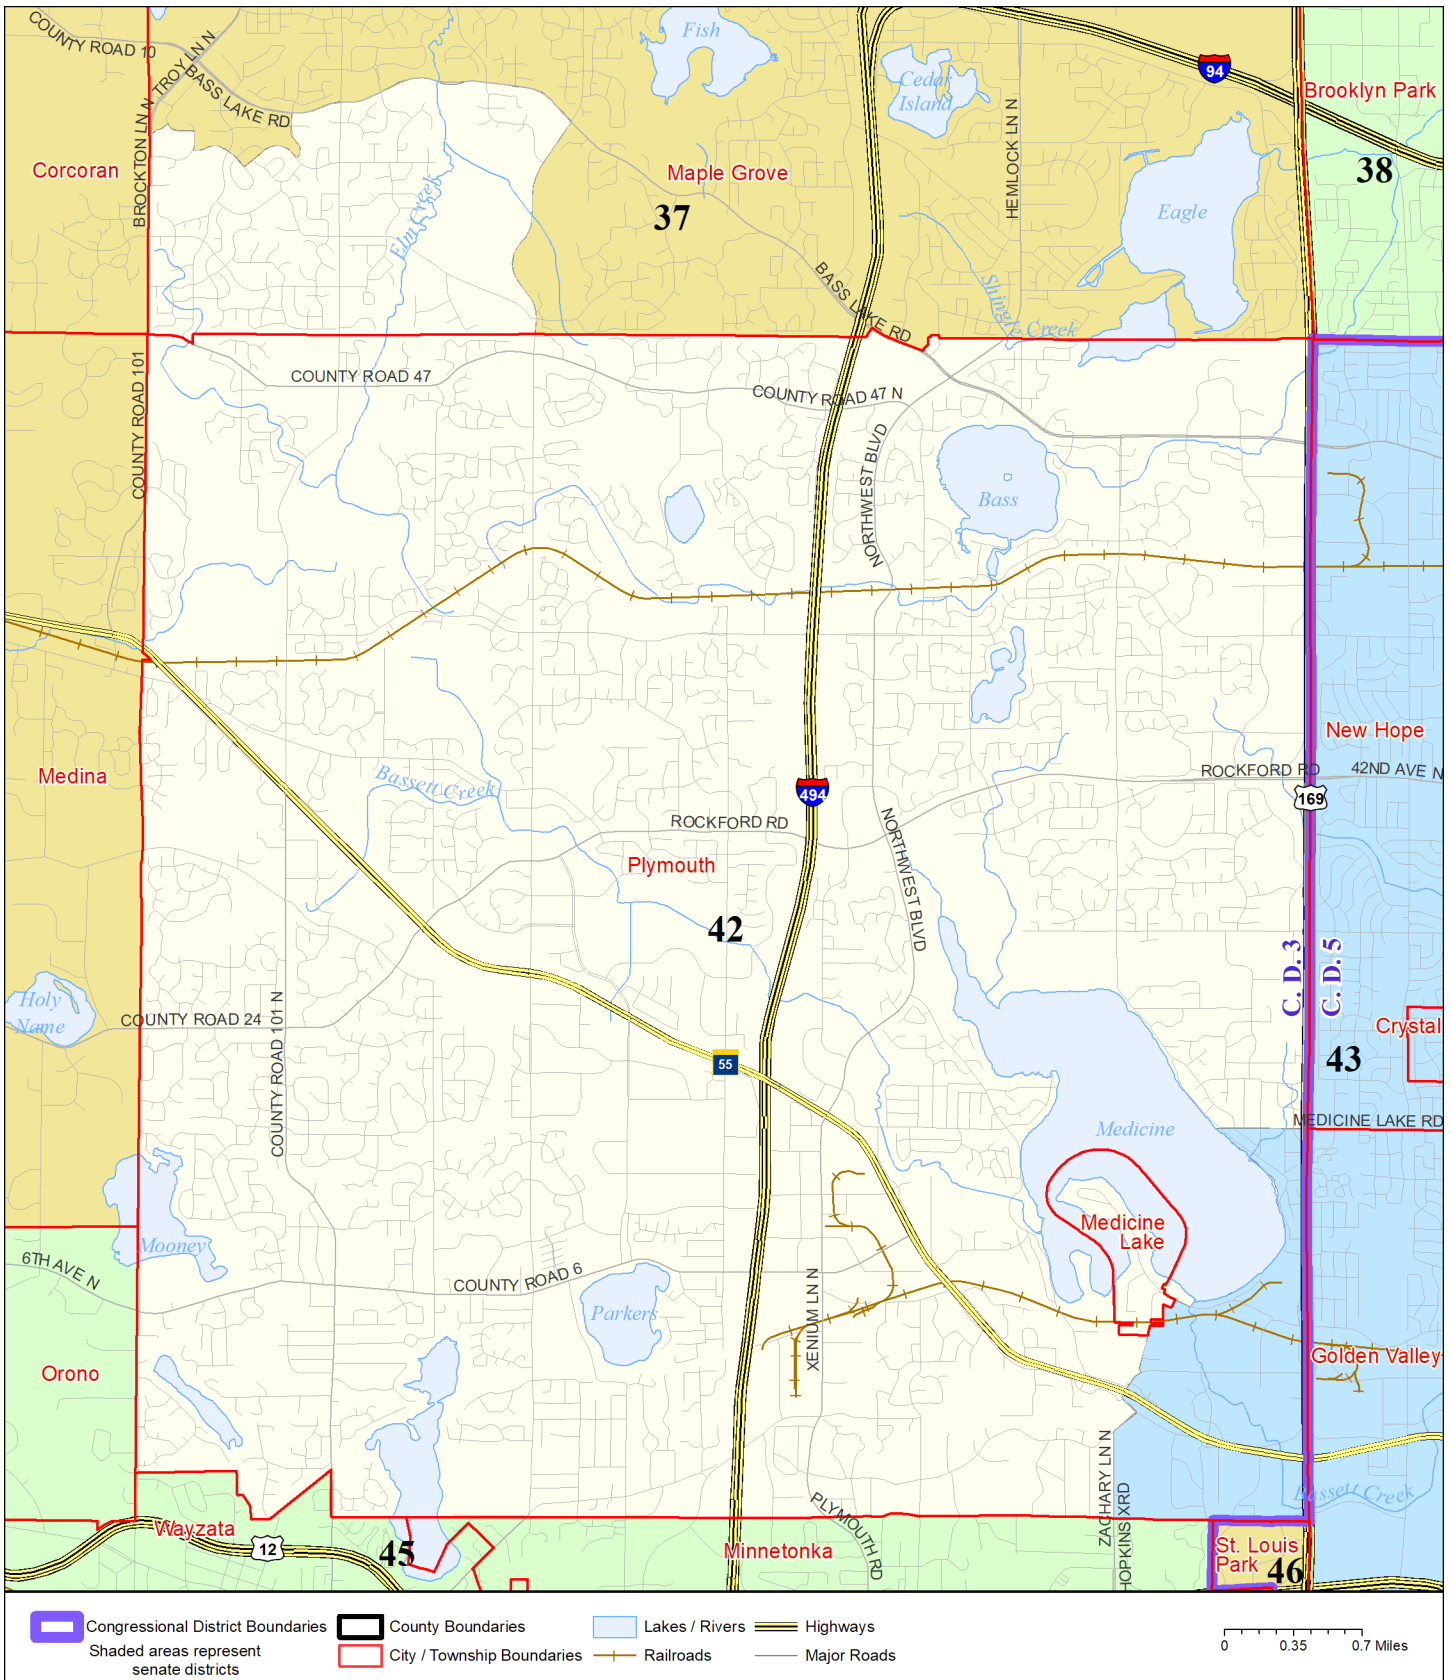 COUNTY ROAD 10
TROY LN N
BASS LAKE RD
Fish
Cedar
Island
94
Brooklyn Park
38
Corcoran
BROCKTON LN N
Elm Creek
Maple Grove
37
HEMLOCK LN N
Eagle
BASS LAKE RD
Shingle Creek
COUNTY ROAD 101
COUNTY ROAD 47
COUNTY ROAD 47 N
NORTHWEST BLVD
Bass
Medina
Bassett Creek
494
ROCKFORD RD
New Hope
ROCKFORD RD
42ND AVE N
169
Plymouth
NORTHWEST BLVD
42
C. D. 3
C. D. 5
Holy
Name
COUNTY ROAD 24
COUNTY ROAD 101 N
Crystal
43
55
MEDICINE LAKE RD
Medicine
Medicine
Lake
Mooney
6TH AVE N
COUNTY ROAD 6
Parkers
XENIUM LN N
Orono
Golden Valley
Bassett Creek
ZACHARY LN N
HOPKINS XRD
PLYMOUTH RD
Wayzata
12
45
Minnetonka
St. Louis
Park
46
Congressional District Boundaries
County Boundaries
Lakes / Rivers
Highways
Shaded areas represent
senate districts
City / Township Boundaries
Railroads
Major Roads
0 0.35 0.7 Miles